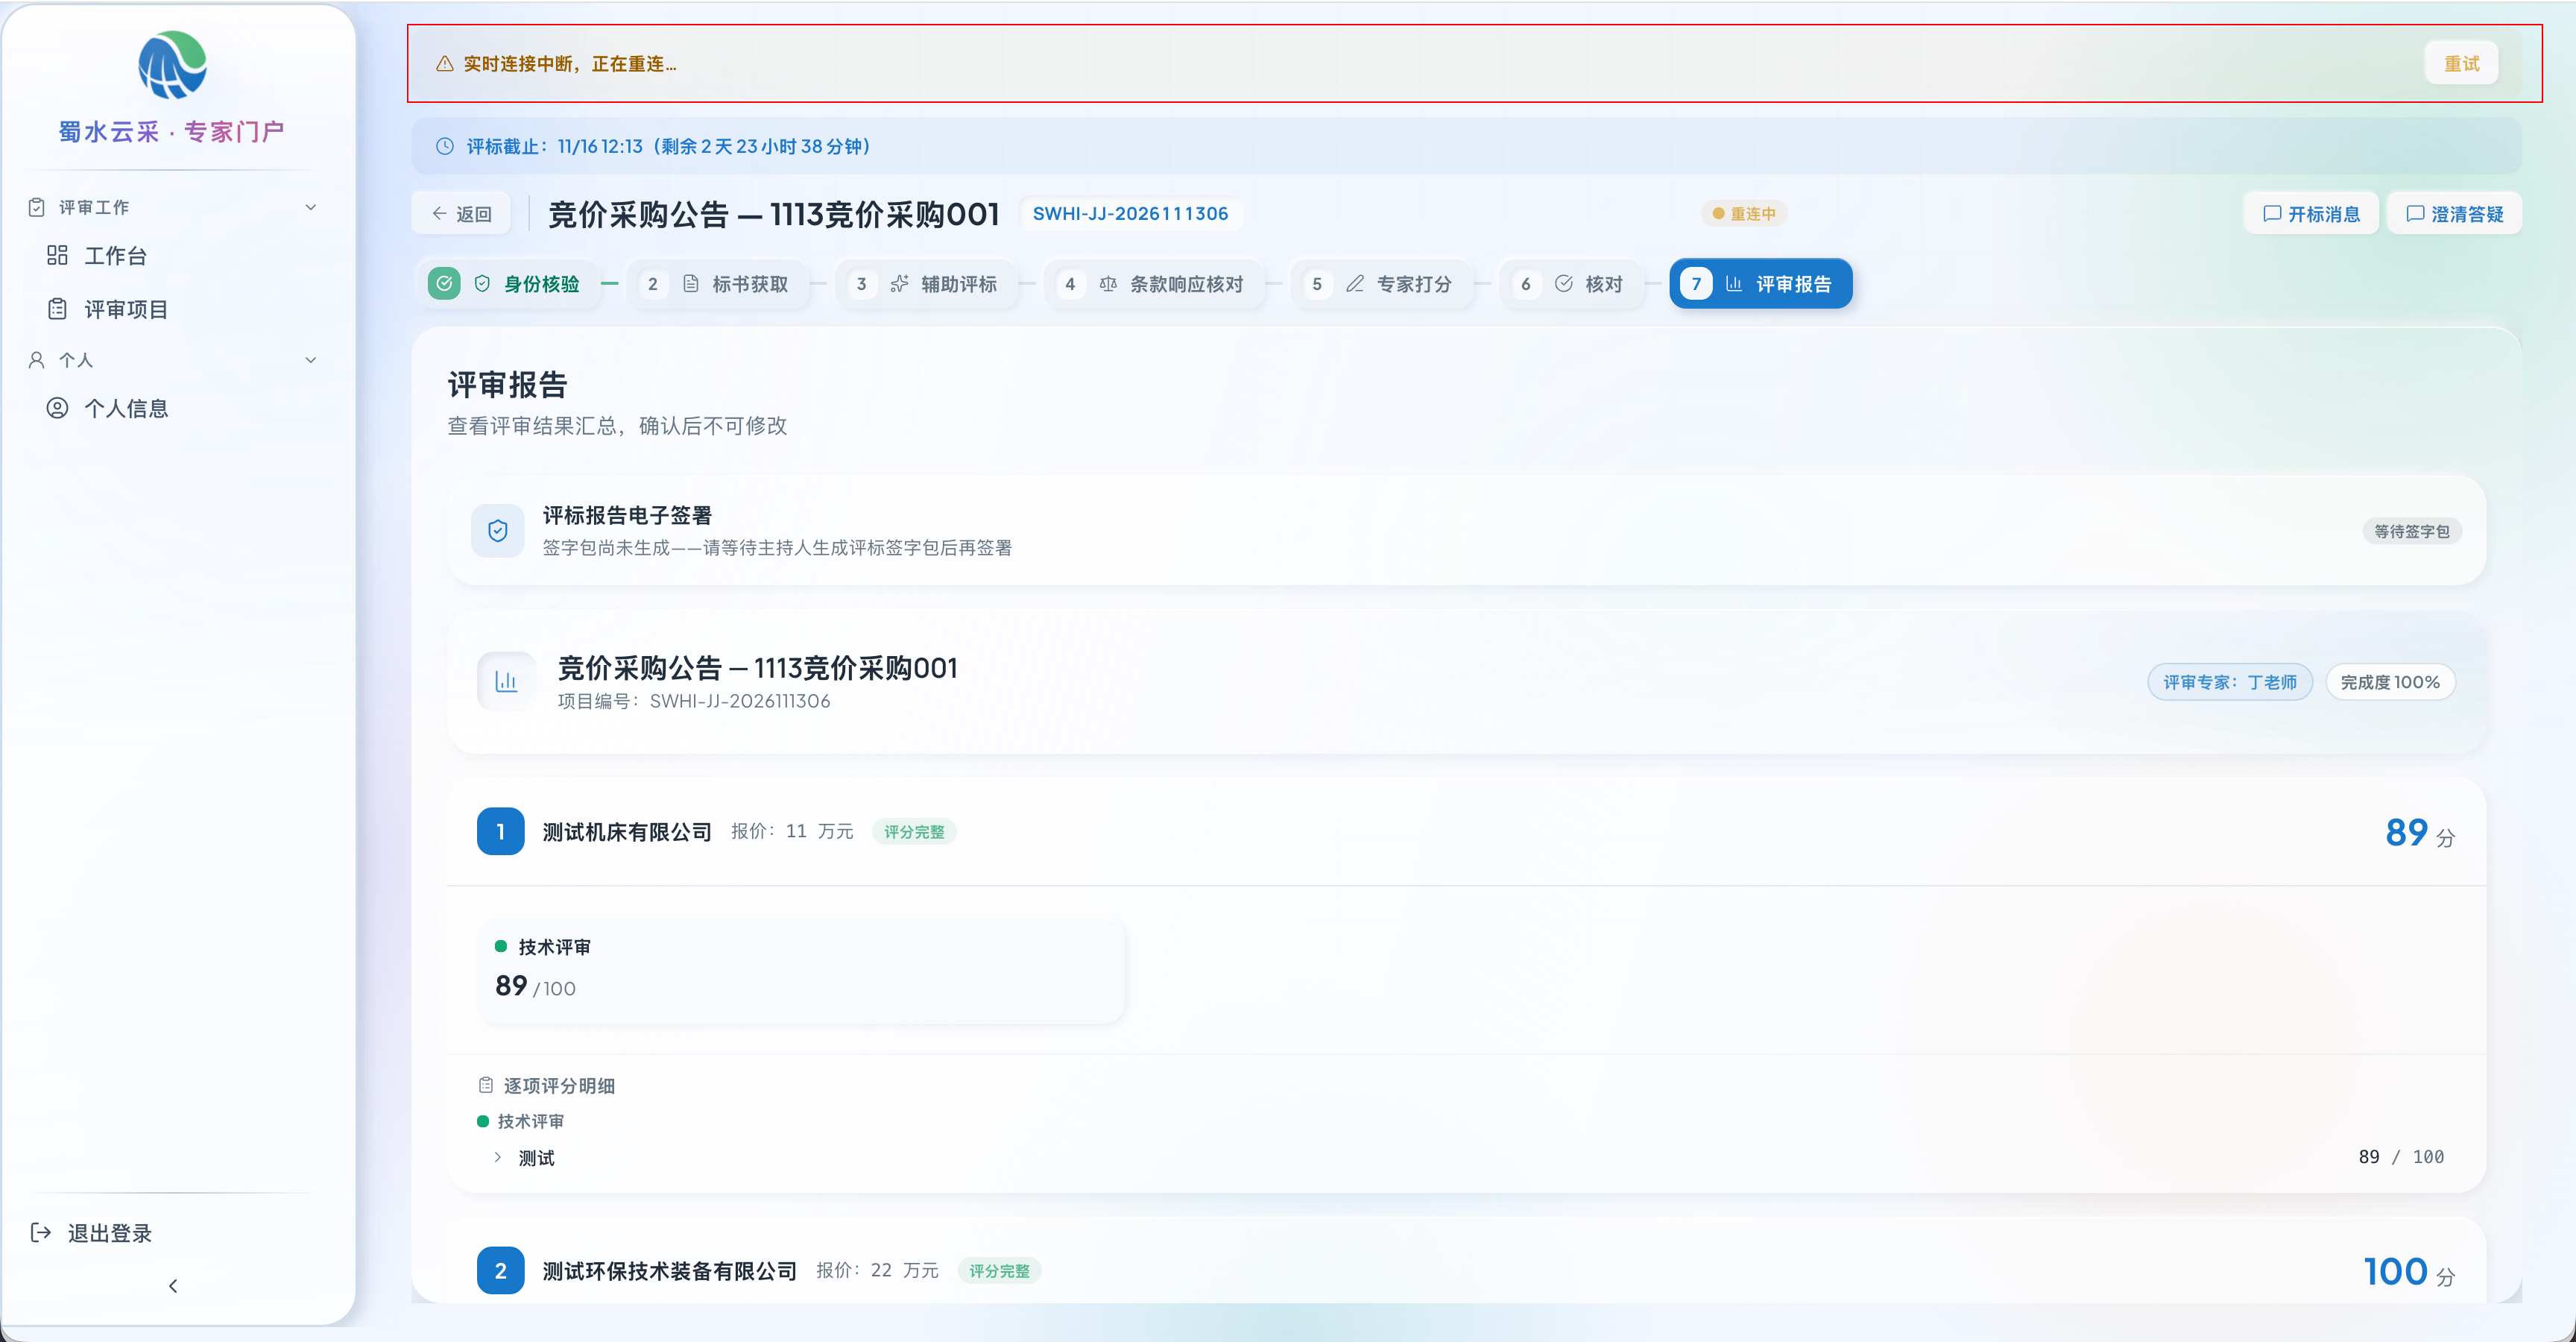 实时连接中断，正在重连...
重试
评标截止：11/16 12:13（剩余 2 天 23 小时 38 分钟）
蜀水云采 · 专家门户
评审工作
工作台
评审项目
个人
个人信息
退出登录
返回
竞价采购公告 — 1113竞价采购001
SWHI-JJ-2026111306
重连中
开标消息
澄清答疑
身份核验
2 标书获取
3 辅助评标
4 条款响应核对
5 专家打分
6 核对
7 评审报告
评审报告
查看评审结果汇总，确认后不可修改
评标报告电子签署
签字包尚未生成——请等待主持人生成评标签字包后再签署
等待签字包
竞价采购公告 — 1113竞价采购001
项目编号：SWHI-JJ-2026111306
评审专家：丁老师
完成度 100%
1 测试机床有限公司 报价：11 万元 评分完整
89 分
技术评审
89 / 100
逐项评分明细
技术评审
测试
89 / 100
2 测试环保技术装备有限公司 报价：22 万元 评分完整
100 分